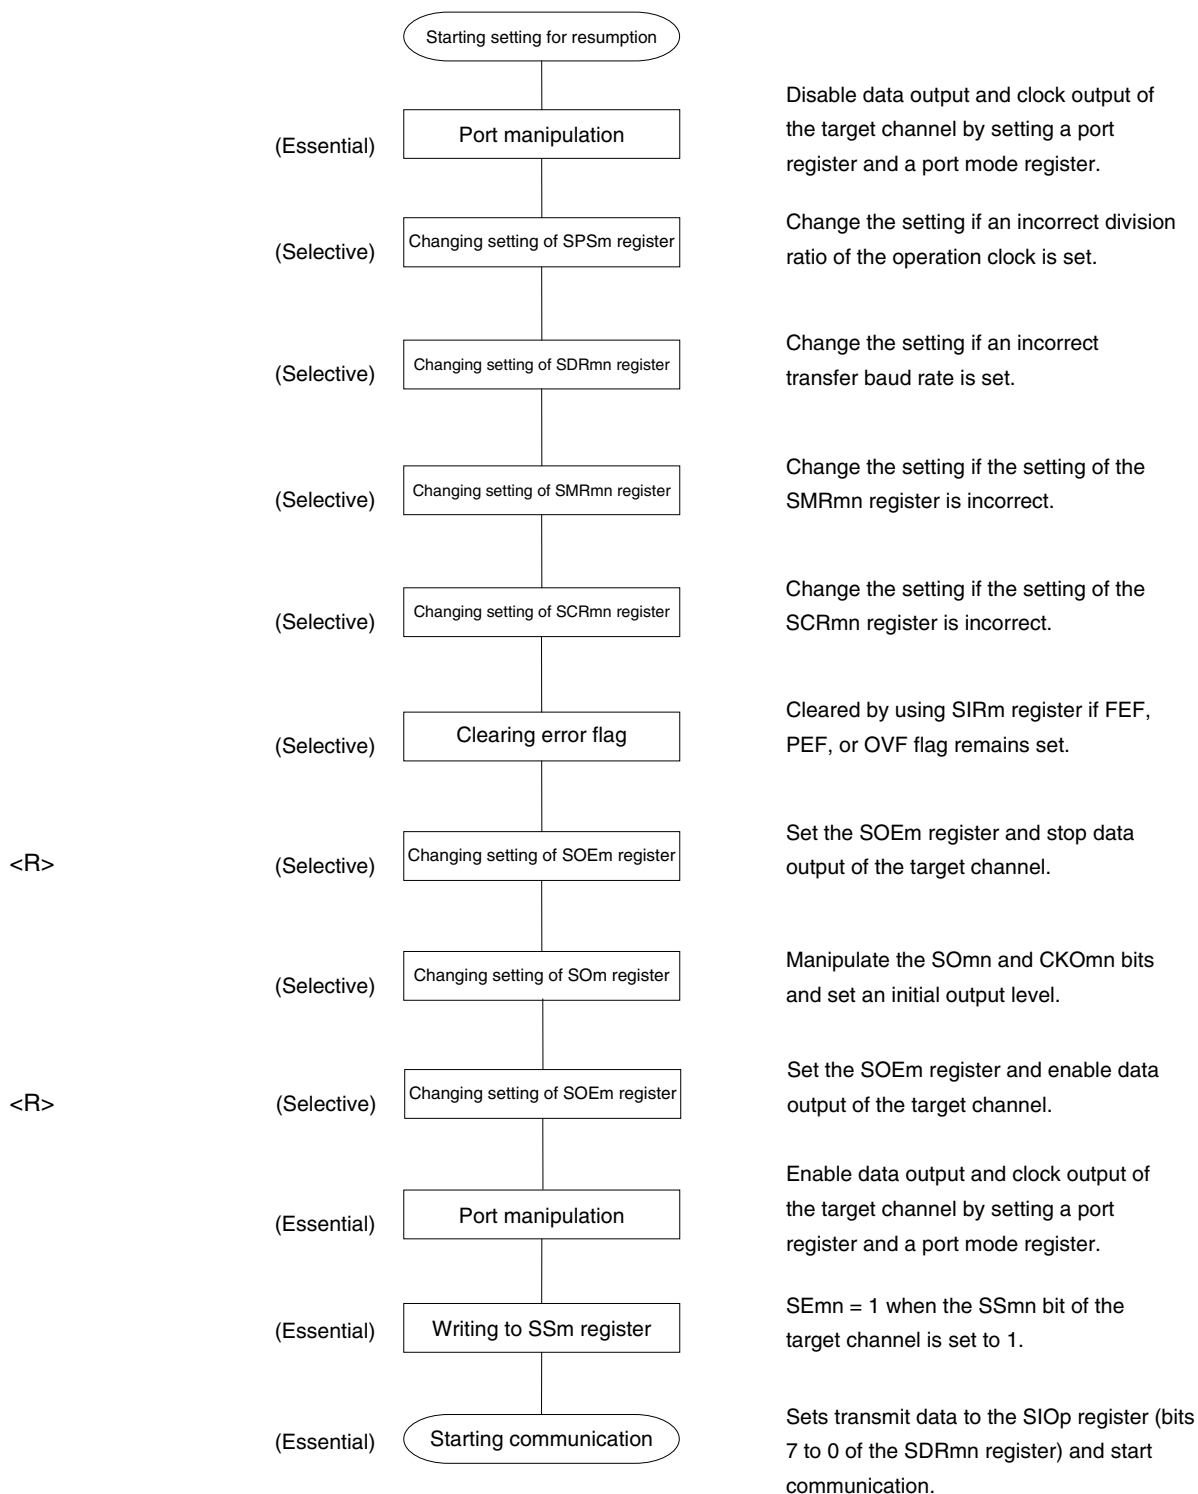 Starting setting for resumption
(Essential)
Port manipulation
Disable data output and clock output of
the target channel by setting a port
register and a port mode register.
(Selective)
Changing setting of SPSm register
Change the setting if an incorrect division
ratio of the operation clock is set.
(Selective)
Changing setting of SDRmn register
Change the setting if an incorrect
transfer baud rate is set.
(Selective)
Changing setting of SMRmn register
Change the setting if the setting of the
SMRmn register is incorrect.
(Selective)
Changing setting of SCRmn register
Change the setting if the setting of the
SCRmn register is incorrect.
(Selective)
Clearing error flag
Cleared by using SIRm register if FEF,
PEF, or OVF flag remains set.
<R>
(Selective)
Changing setting of SOEm register
Set the SOEm register and stop data
output of the target channel.
(Selective)
Changing setting of SOm register
Manipulate the SOmn and CKOmn bits
and set an initial output level.
<R>
(Selective)
Changing setting of SOEm register
Set the SOEm register and enable data
output of the target channel.
(Essential)
Port manipulation
Enable data output and clock output of
the target channel by setting a port
register and a port mode register.
(Essential)
Writing to SSm register
SEmn = 1 when the SSmn bit of the
target channel is set to 1.
(Essential)
Starting communication
Sets transmit data to the SIOp register (bits
7 to 0 of the SDRmn register) and start
communication.